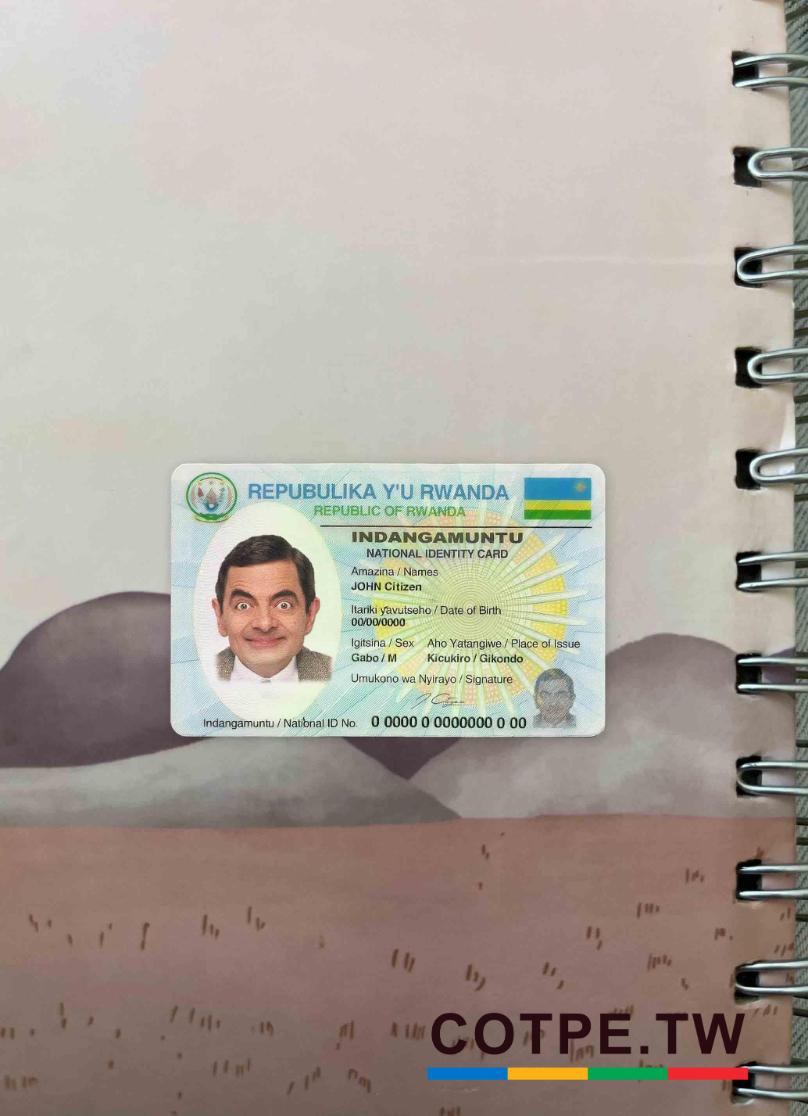 REPUBULIKA Y'U RWANDA
REPUBLIC OF RWANDA
INDANGAMUNTU
NATIONAL IDENTITY CARD
Amazina / Names
JOHN Citizen
Itariki yavutseho / Date of Birth
00/00/0000
Igitsina / Sex Aho Yatangiwe / Place of Issue
Gabo / M Kicukiro / Gikondo
Umukono wa Nyirayo / Signature
Indangamuntu / National ID No. 0 0000 0 0000000 0 00
COTPE.TW